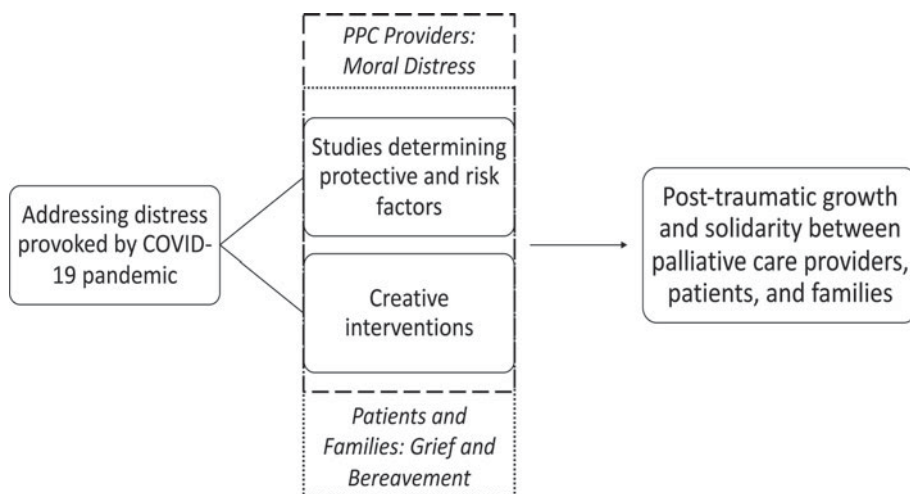 PPC Providers:
Moral Distress
Studies determining
protective and risk
factors
Addressing distress
provoked by COVID-
19 pandemic
Creative
interventions
Patients and
Families: Grief and
Bereavement
Post-traumatic growth
and solidarity between
palliative care providers,
patients, and families